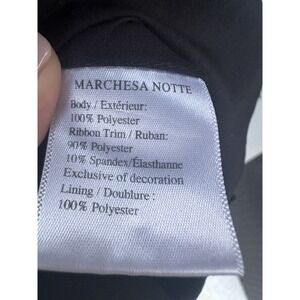 MARCHESA NOTTE
Body / Extérieur:
100% Polyester
Ribbon Trim / Ruban:
90% Polyester
10% Spandex/Élasthanne
Exclusive of decoration
Lining / Doublure :
100% Polyester